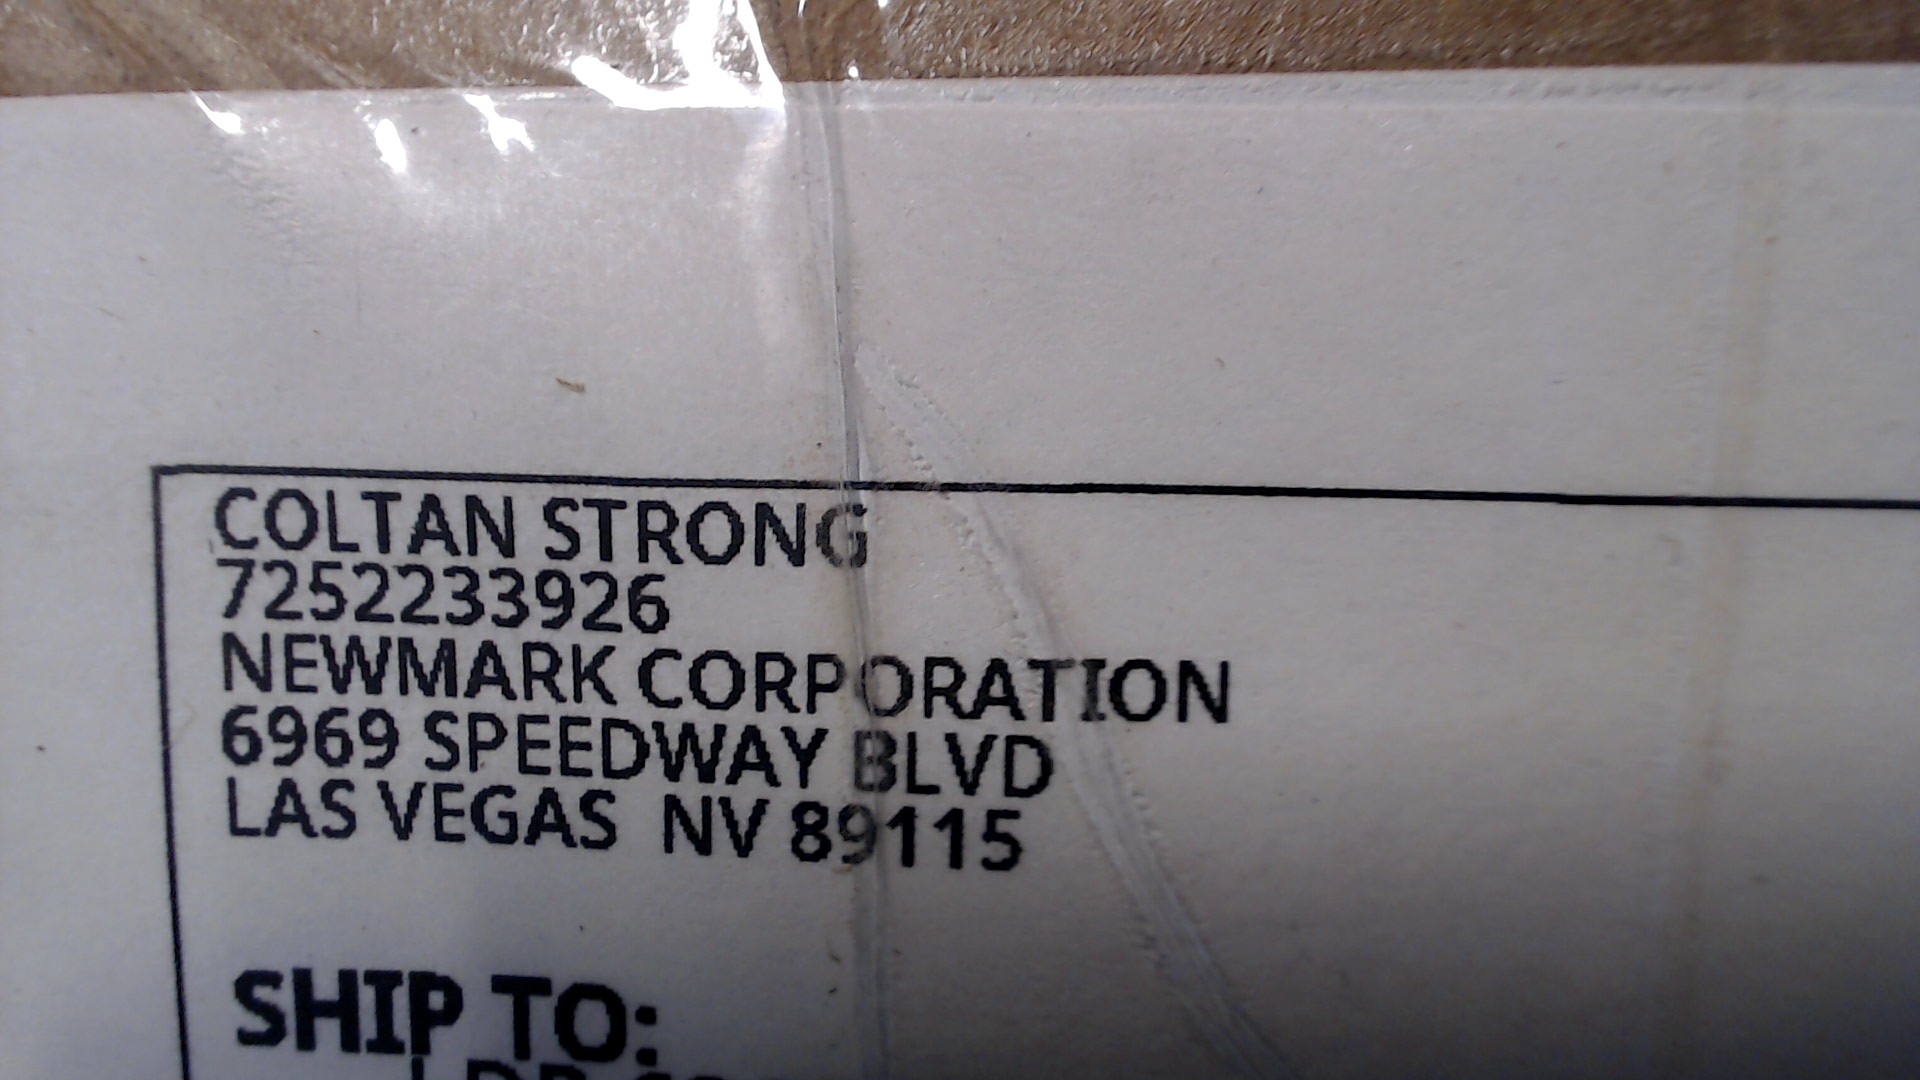 COLTAN STRONG
7252233926
NEWMARK CORPORATION
6969 SPEEDWAY BLVD
LAS VEGAS  NV 89115
SHIP TO: